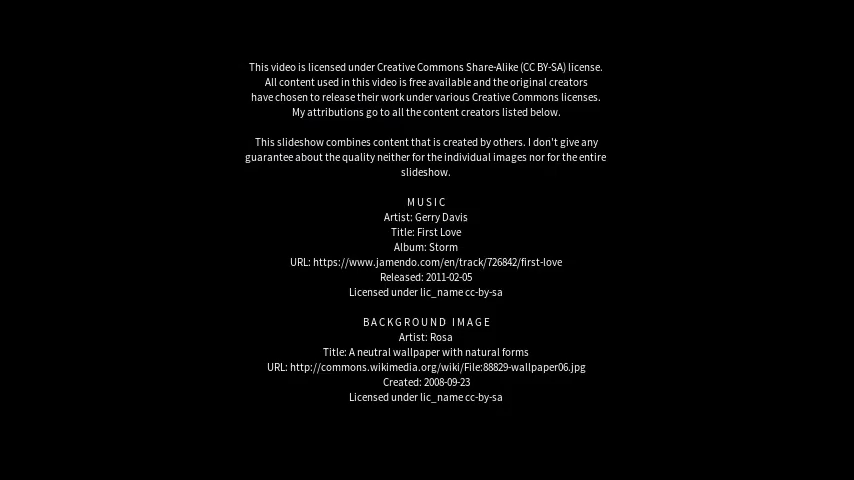 This video is licensed under Creative Commons Share-Alike (CC BY-SA) license.
All content used in this video is free available and the original creators
have chosen to release their work under various Creative Commons licenses.
My attributions go to all the content creators listed below.
This slideshow combines content that is created by others. I don't give any
guarantee about the quality neither for the individual images nor for the entire
slideshow.
MUSIC
Artist: Gerry Davis
Title: First Love
Album: Storm
URL: https://www.jamendo.com/en/track/726842/first-love
Released: 2011-02-05
Licensed under lic_name cc-by-sa
BACKGROUND IMAGE
Artist: Rosa
Title: A neutral wallpaper with natural forms
URL: http://commons.wikimedia.org/wiki/File:88829-wallpaper06.jpg
Created: 2008-09-23
Licensed under lic_name cc-by-sa